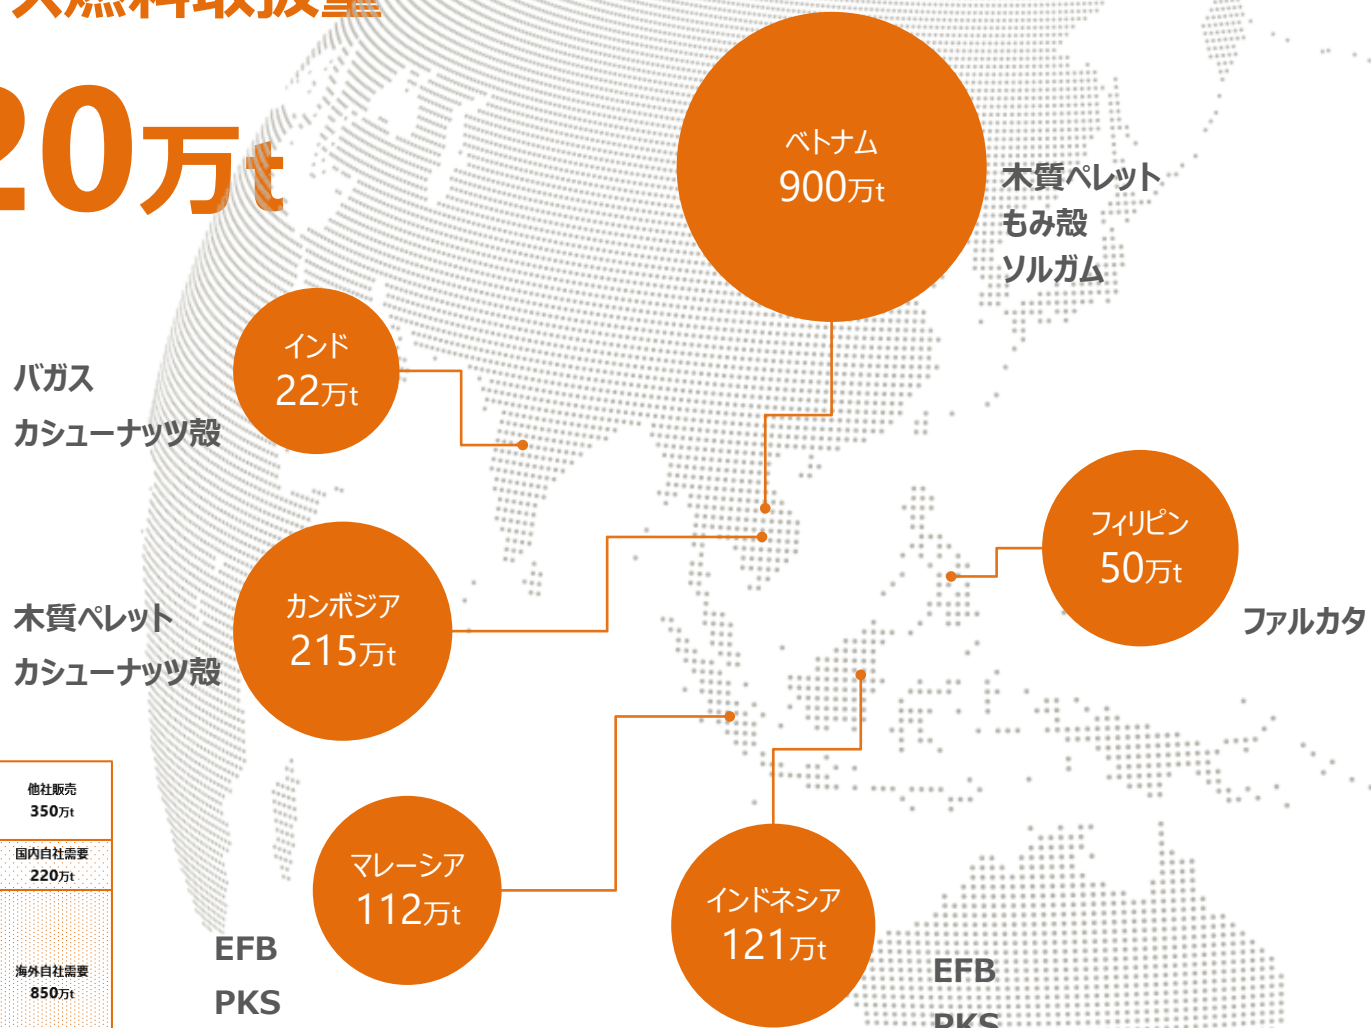 ス燃料取扱量
20万t
ベトナム
900万t
木質ペレット
もみ殻
ソルガム
インド
22万t
バガス
カシューナッツ殻
フィリピン
50万t
ファルカタ
カンボジア
215万t
木質ペレット
カシューナッツ殻
他社販売
350万t
国内自社需要
220万t
海外自社需要
850万t
マレーシア
112万t
EFB
PKS
インドネシア
121万t
EFB
PKS